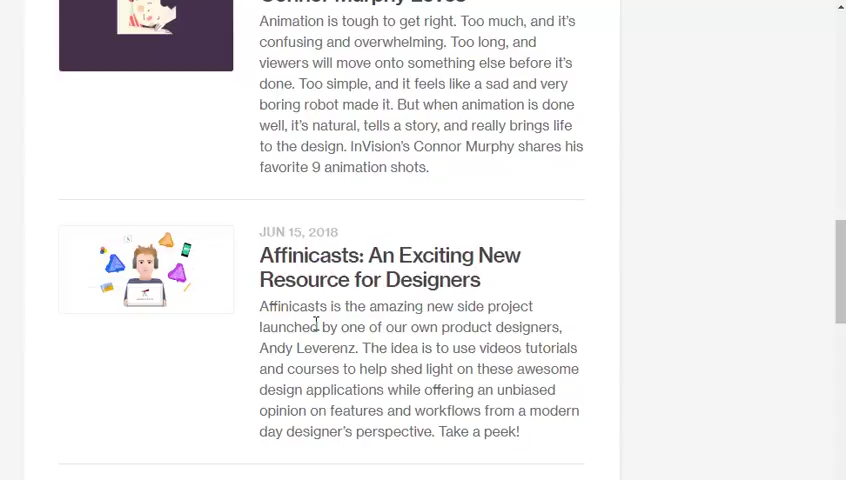 Connor Murphy Loves
Animation is tough to get right. Too much, and it's
confusing and overwhelming. Too long, and
viewers will move onto something else before it's
done. Too simple, and it feels like a sad and very
boring robot made it. But when animation is done
well, it's natural, tells a story, and really brings life
to the design. InVision's Connor Murphy shares his
favorite 9 animation shots.
JUN 15, 2018
Affinicasts: An Exciting New
Resource for Designers
Affinicasts is the amazing new side project
launched by one of our own product designers,
Andy Leverenz. The idea is to use videos tutorials
and courses to help shed light on these awesome
design applications while offering an unbiased
opinion on features and workflows from a modern
day designer's perspective. Take a peek!